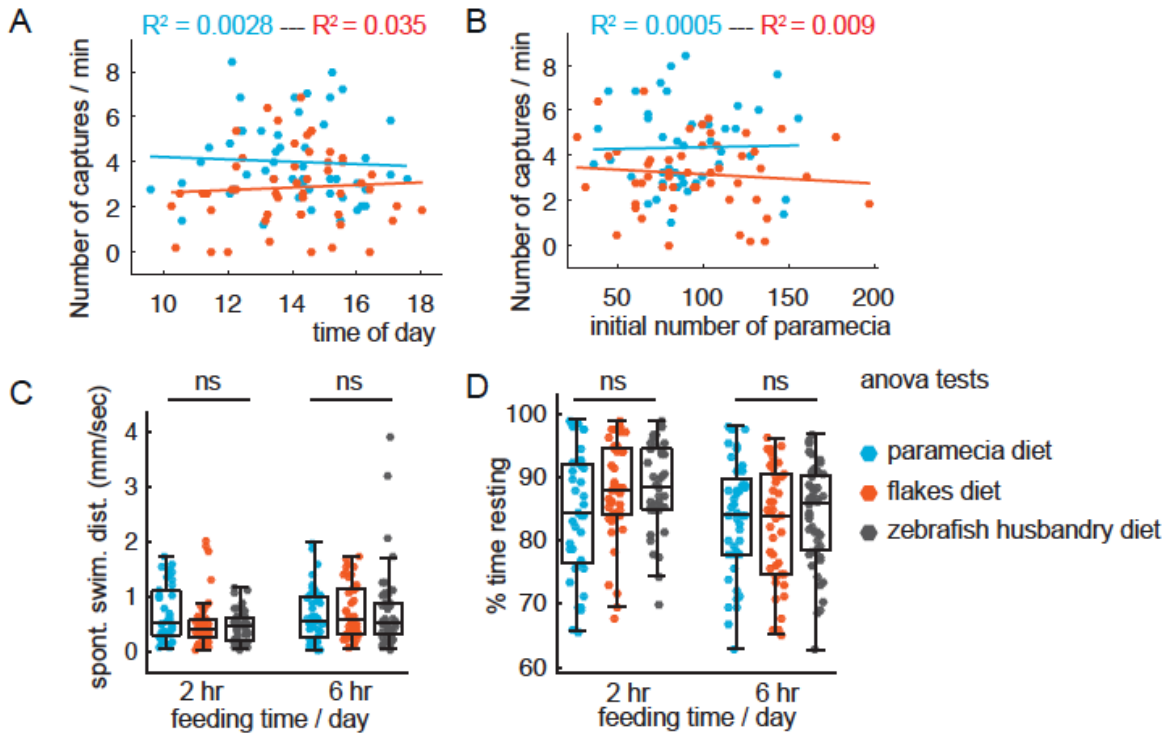 A
R² = 0.0028 --- R² = 0.035
Number of captures / min
8
6
4
2
0
10 12 14 16 18
time of day
B
R² = 0.0005 --- R² = 0.009
Number of captures / min
8
6
4
2
0
50 100 150 200
initial number of paramecia
C
ns ns
spont. swim. dist. (mm/sec)
4
3
2
1
0
2 hr 6 hr
feeding time / day
D
ns ns
% time resting
100
90
80
70
60
2 hr 6 hr
feeding time / day
anova tests
paramecia diet
flakes diet
zebrafish husbandry diet